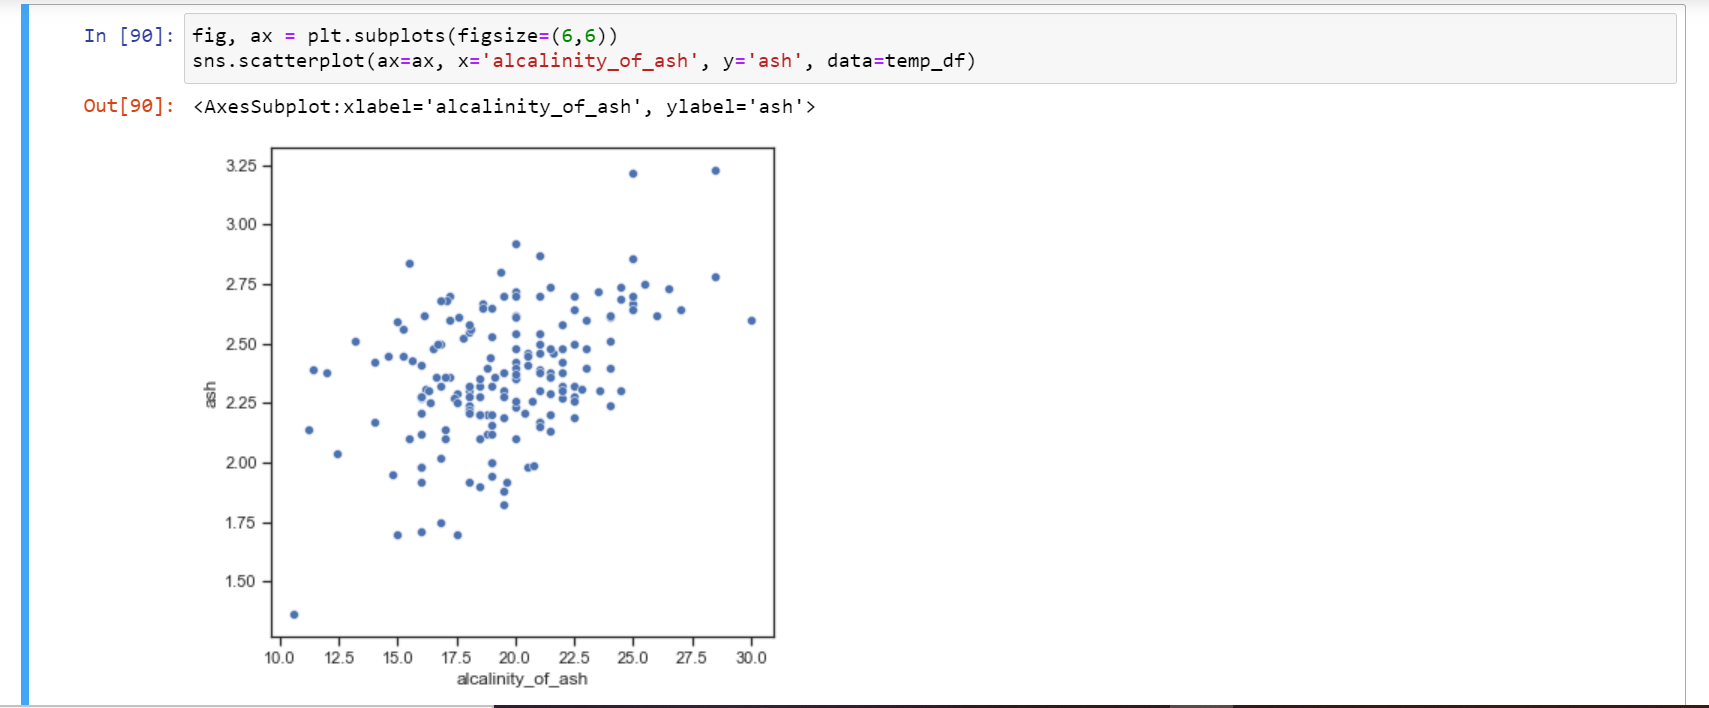 In [90]: fig, ax = plt.subplots(figsize=(6,6))
sns.scatterplot(ax=ax, x='alcalinity_of_ash', y='ash', data=temp_df)
Out[90]: <AxesSubplot:xlabel='alcalinity_of_ash', ylabel='ash'>
3.25
3.00
2.75
2.50
2.25
2.00
1.75
1.50
ash
10.0 12.5 15.0 17.5 20.0 22.5 25.0 27.5 30.0
alcalinity_of_ash